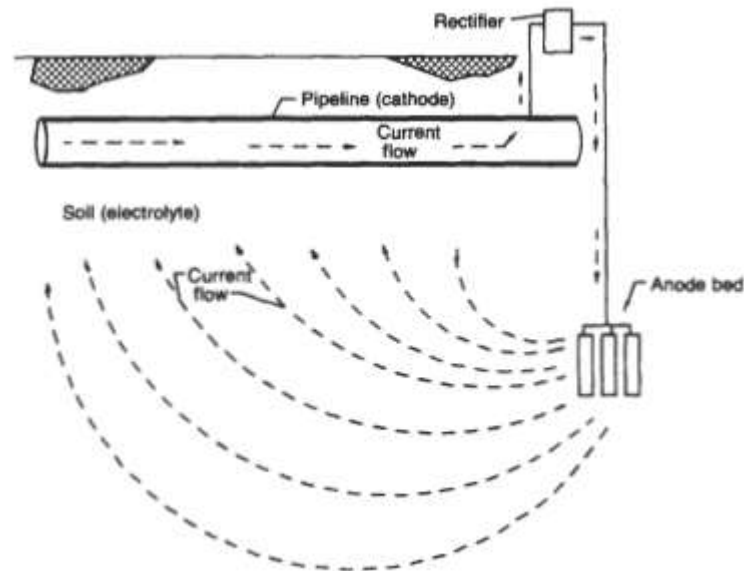 Rectifier
Pipeline (cathode)
Current
flow
Soil (electrolyte)
Current
flow
Anode bed